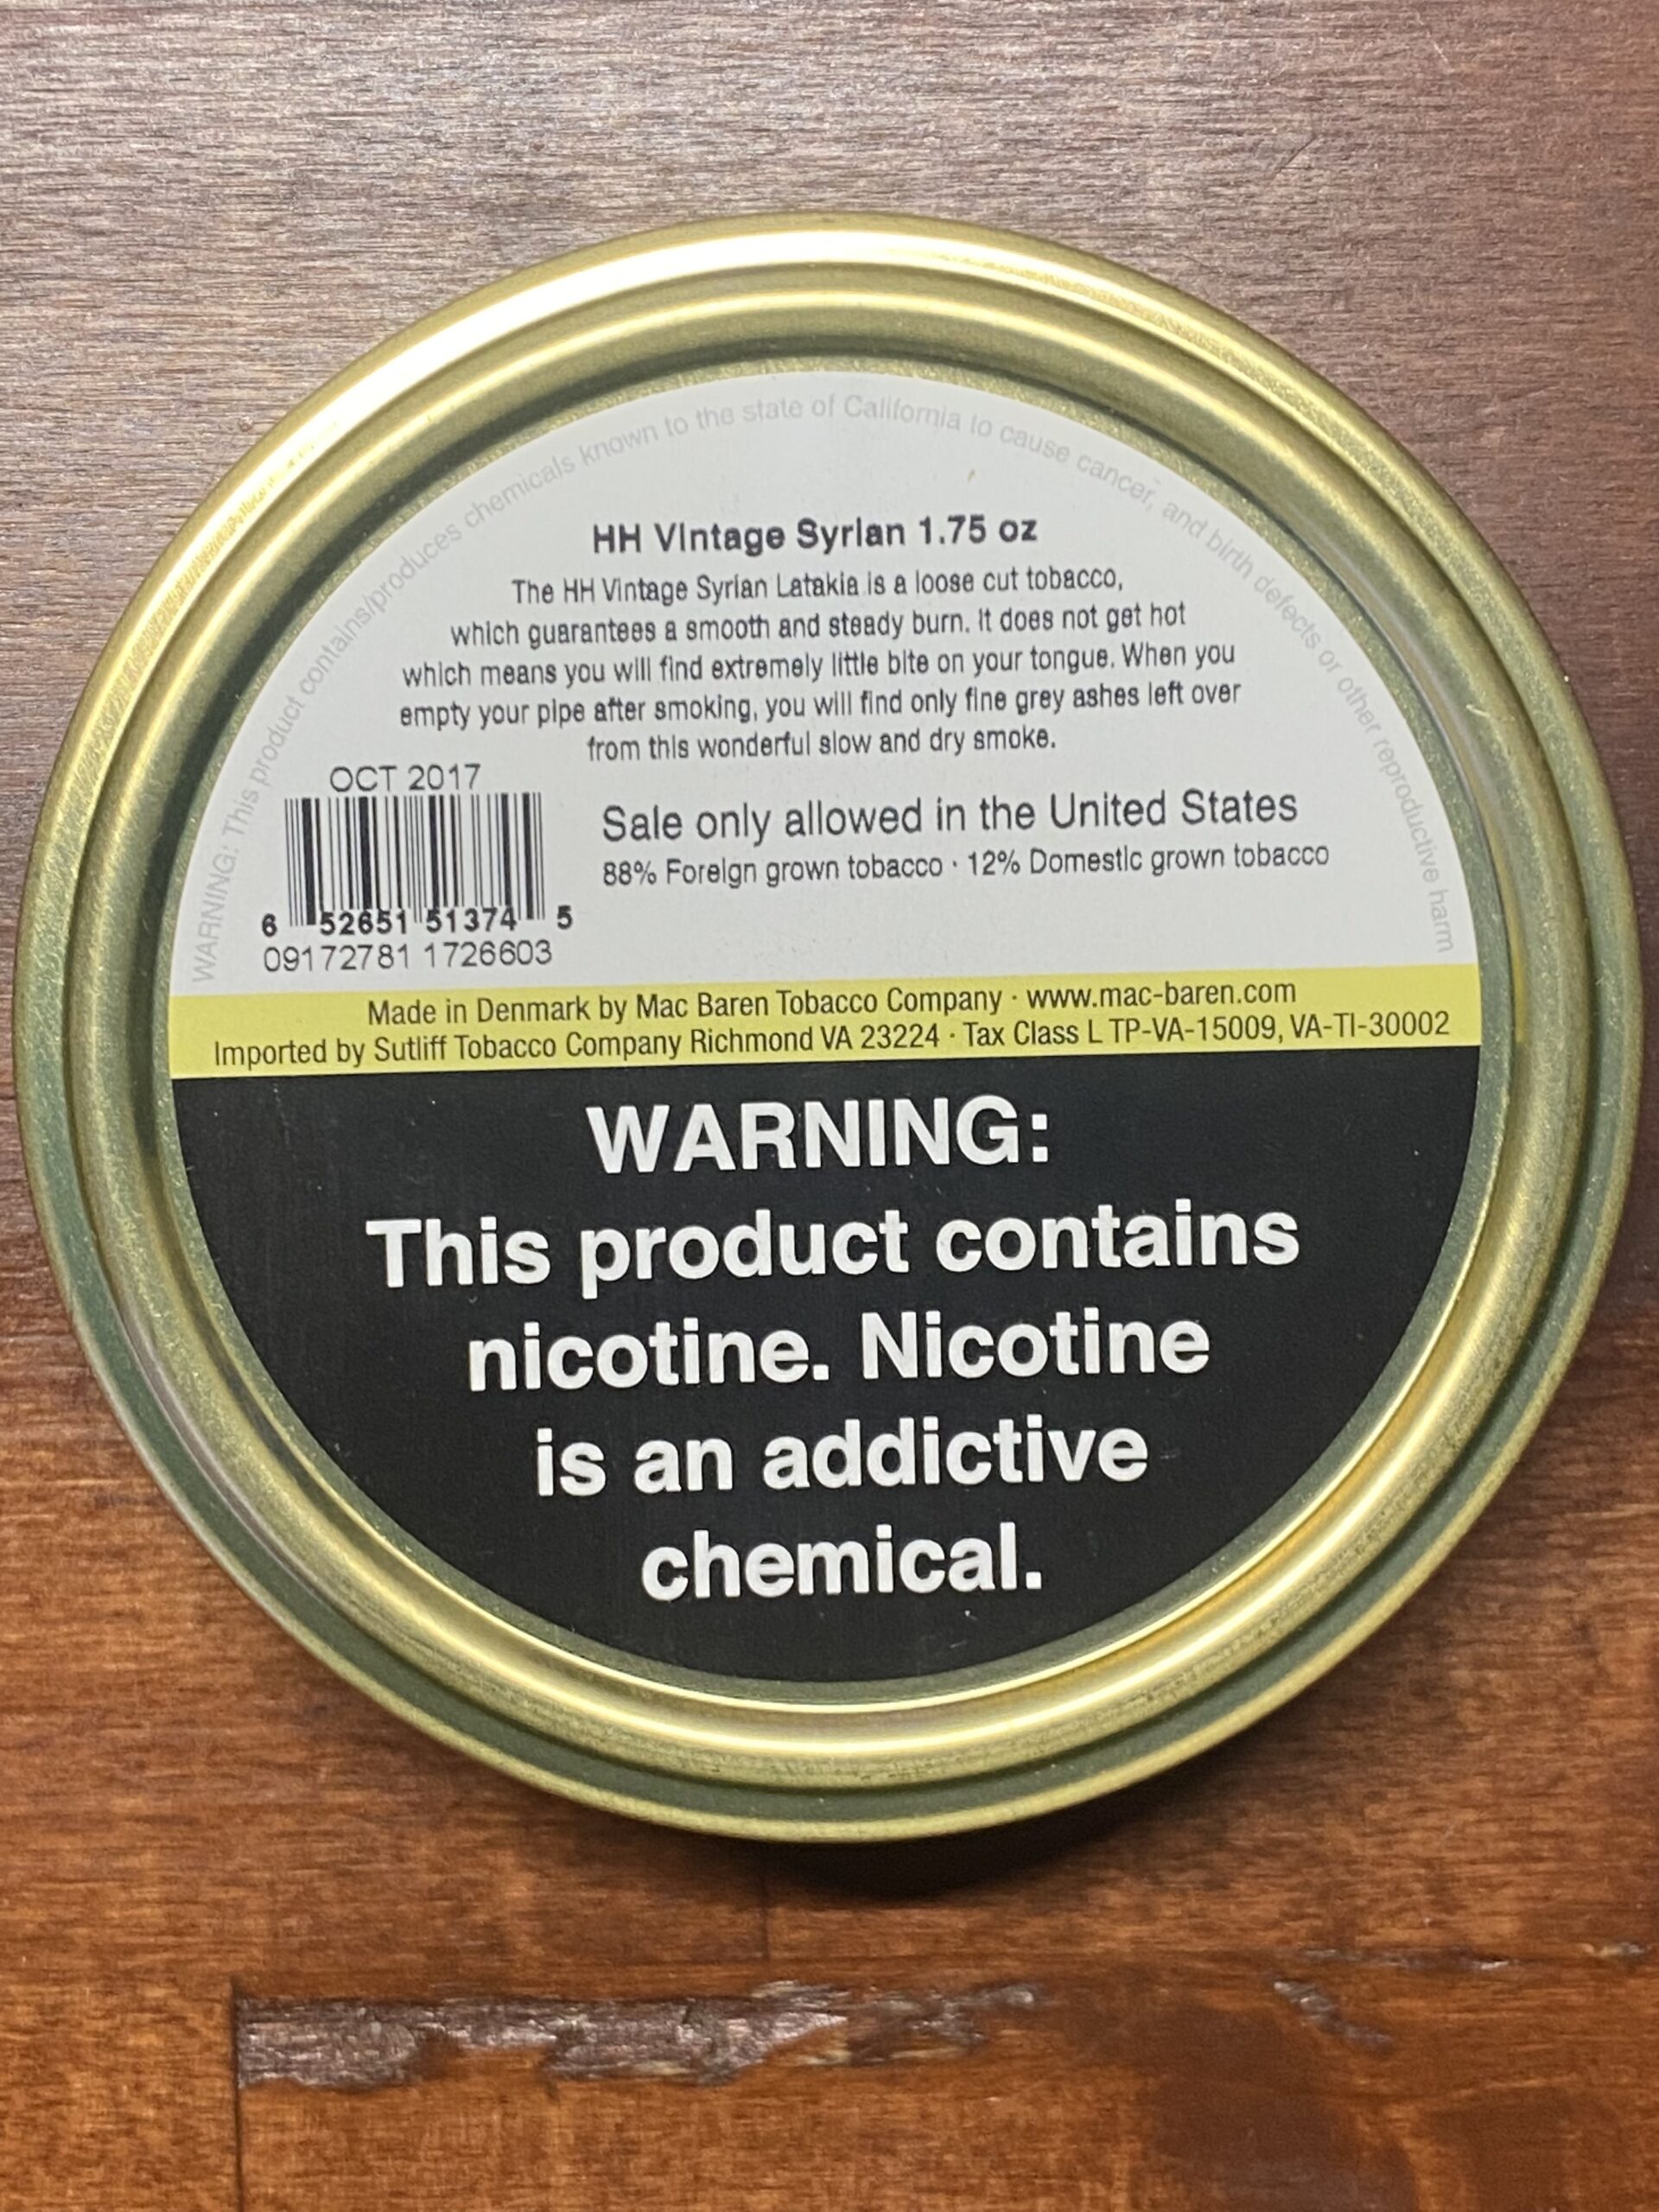 WARNING: This product contains/produces chemicals known to the state of California to cause cancer, and birth defects or other reproductive harm
HH Vintage Syrian 1.75 oz
The HH Vintage Syrian Latakia is a loose cut tobacco,
which guarantees a smooth and steady burn. It does not get hot
which means you will find extremely little bite on your tongue. When you
empty your pipe after smoking, you will find only fine grey ashes left over
from this wonderful slow and dry smoke.
OCT 2017
6 52651 51374 5
09172781 1726603
Sale only allowed in the United States
88% Foreign grown tobacco · 12% Domestic grown tobacco
Made in Denmark by Mac Baren Tobacco Company · www.mac-baren.com
Imported by Sutliff Tobacco Company Richmond VA 23224 · Tax Class L TP-VA-15009, VA-TI-30002
WARNING:
This product contains
nicotine. Nicotine
is an addictive
chemical.